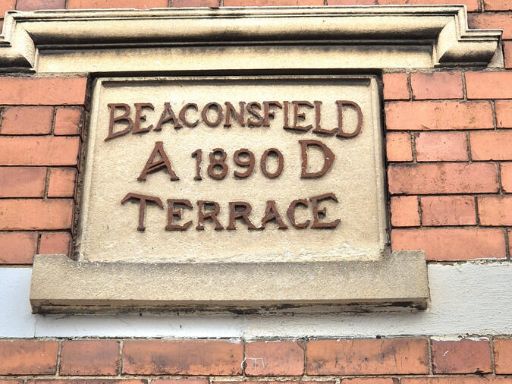 BEACONSFIELD
A 1890 D
TERRACE